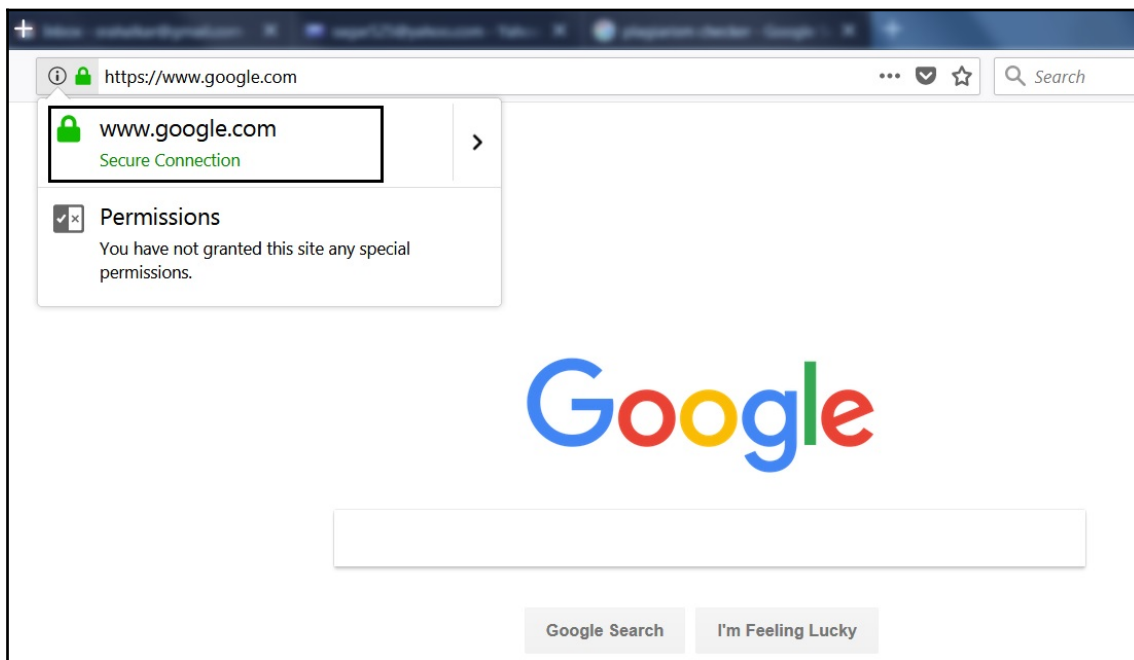 https://www.google.com
Search
www.google.com
Secure Connection
Permissions
You have not granted this site any special
permissions.
Google
Google Search
I'm Feeling Lucky